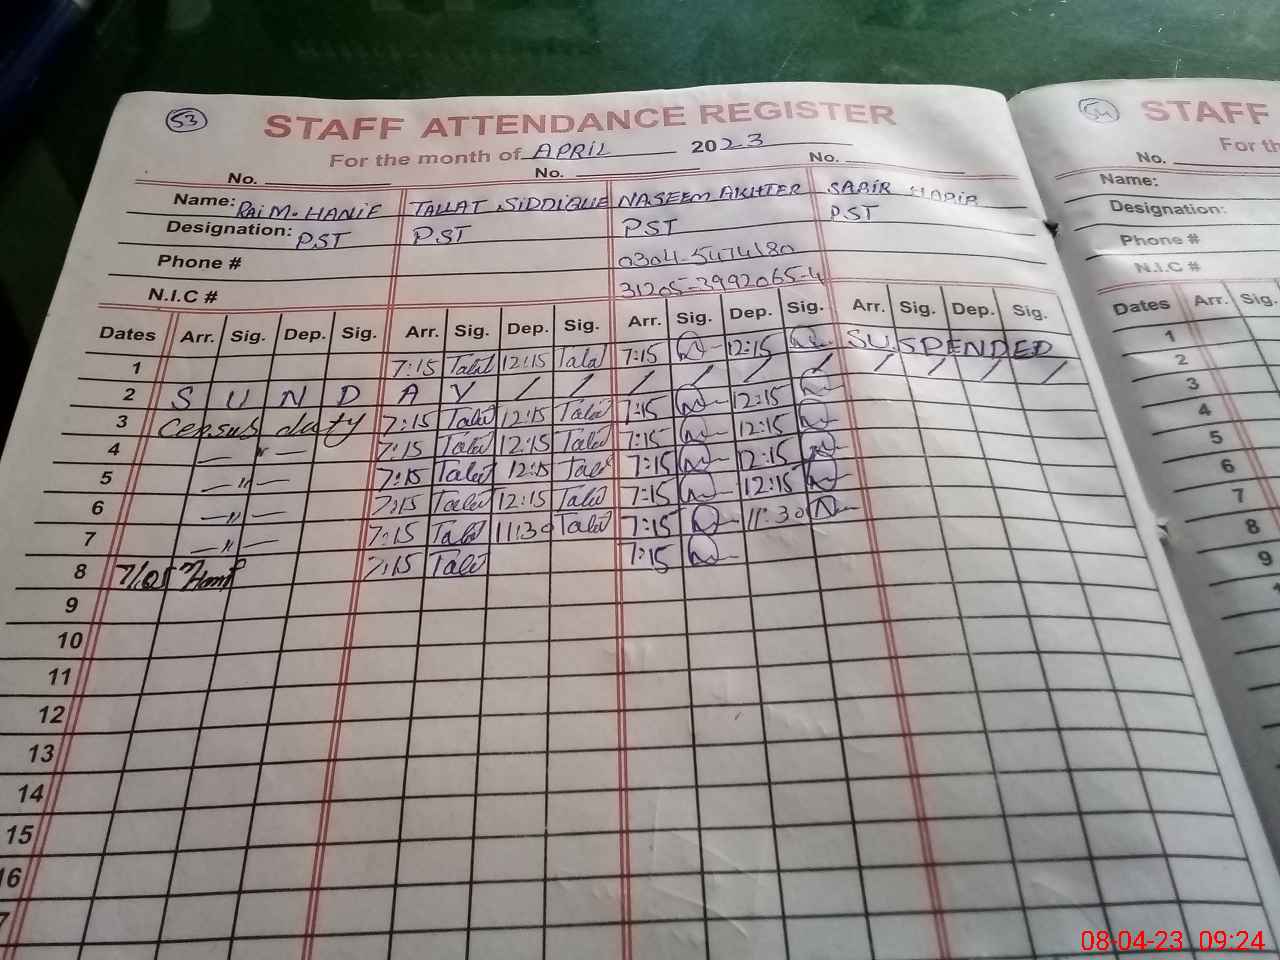 53 STAFF ATTENDANCE REGISTER 54 STAFF
For the month of APRIL 2023 For th
No. No. No. No.
Name: RAI M. HANIF TALLAT SIDDIQUE NASEEM AKHTER SABIR Name:
Designation: PST PST PST PST Designation:
Phone # 0304-5474180 Phone #
N.I.C # 31205-3992065-4 N.I.C #
Dates Arr. Sig. Dep. Sig. Arr. Sig. Dep. Sig. Arr. Sig. Dep. Sig. Arr. Sig. Dep. Sig. Dates Arr. Sig.
1 7:15 Talat 12:15 Talat 7:15 12:15 SUSPENDED 1
2 S U N D A Y / / / / / / / / / / 2
3 Census duty 7:15 Talat 12:15 Talat 7:15 12:15 3
4 — " — 7:15 Talat 12:15 Talat 7:15 12:15 4
5 — " — 7:15 Talat 12:15 Talat 7:15 12:15 5
6 — " — 7:15 Talat 12:15 Talat 7:15 12:15 6
7 — " — 7:15 Talat 11:30 Talat 7:15 11:30 7
8 7:15 Talat 7:15 8
9 9
10
11
12
13
14
15
16
7
08-04-23 09:24